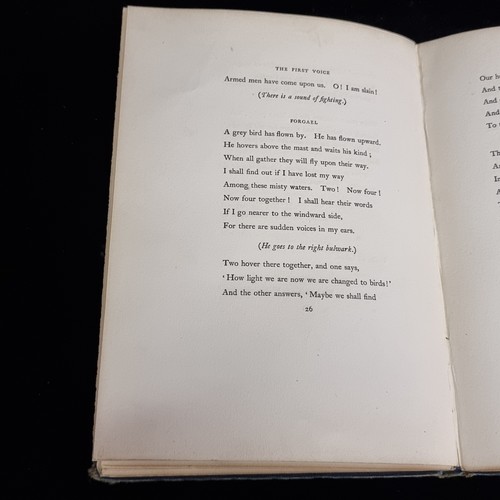 THE FIRST VOICE
Armed men have come upon us. O! I am slain!
(There is a sound of fighting.)
FORGAEL
A grey bird has flown by. He has flown upward.
He hovers above the mast and waits his kind;
When all gather they will fly upon their way.
I shall find out if I have lost my way
Among these misty waters. Two! Now four!
Now four together! I shall hear their words
If I go nearer to the windward side,
For there are sudden voices in my ears.
(He goes to the right bulwark.)
Two hover there together, and one says,
'How light we are now we are changed to birds!'
And the other answers, 'Maybe we shall find
26
Our
And
And
And
To